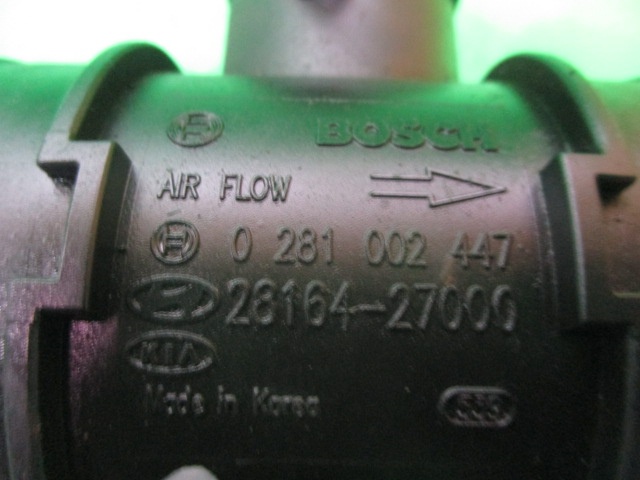 BOSCH
AIR FLOW
0 281 002 447
28164-27000
KIA
Made in Korea